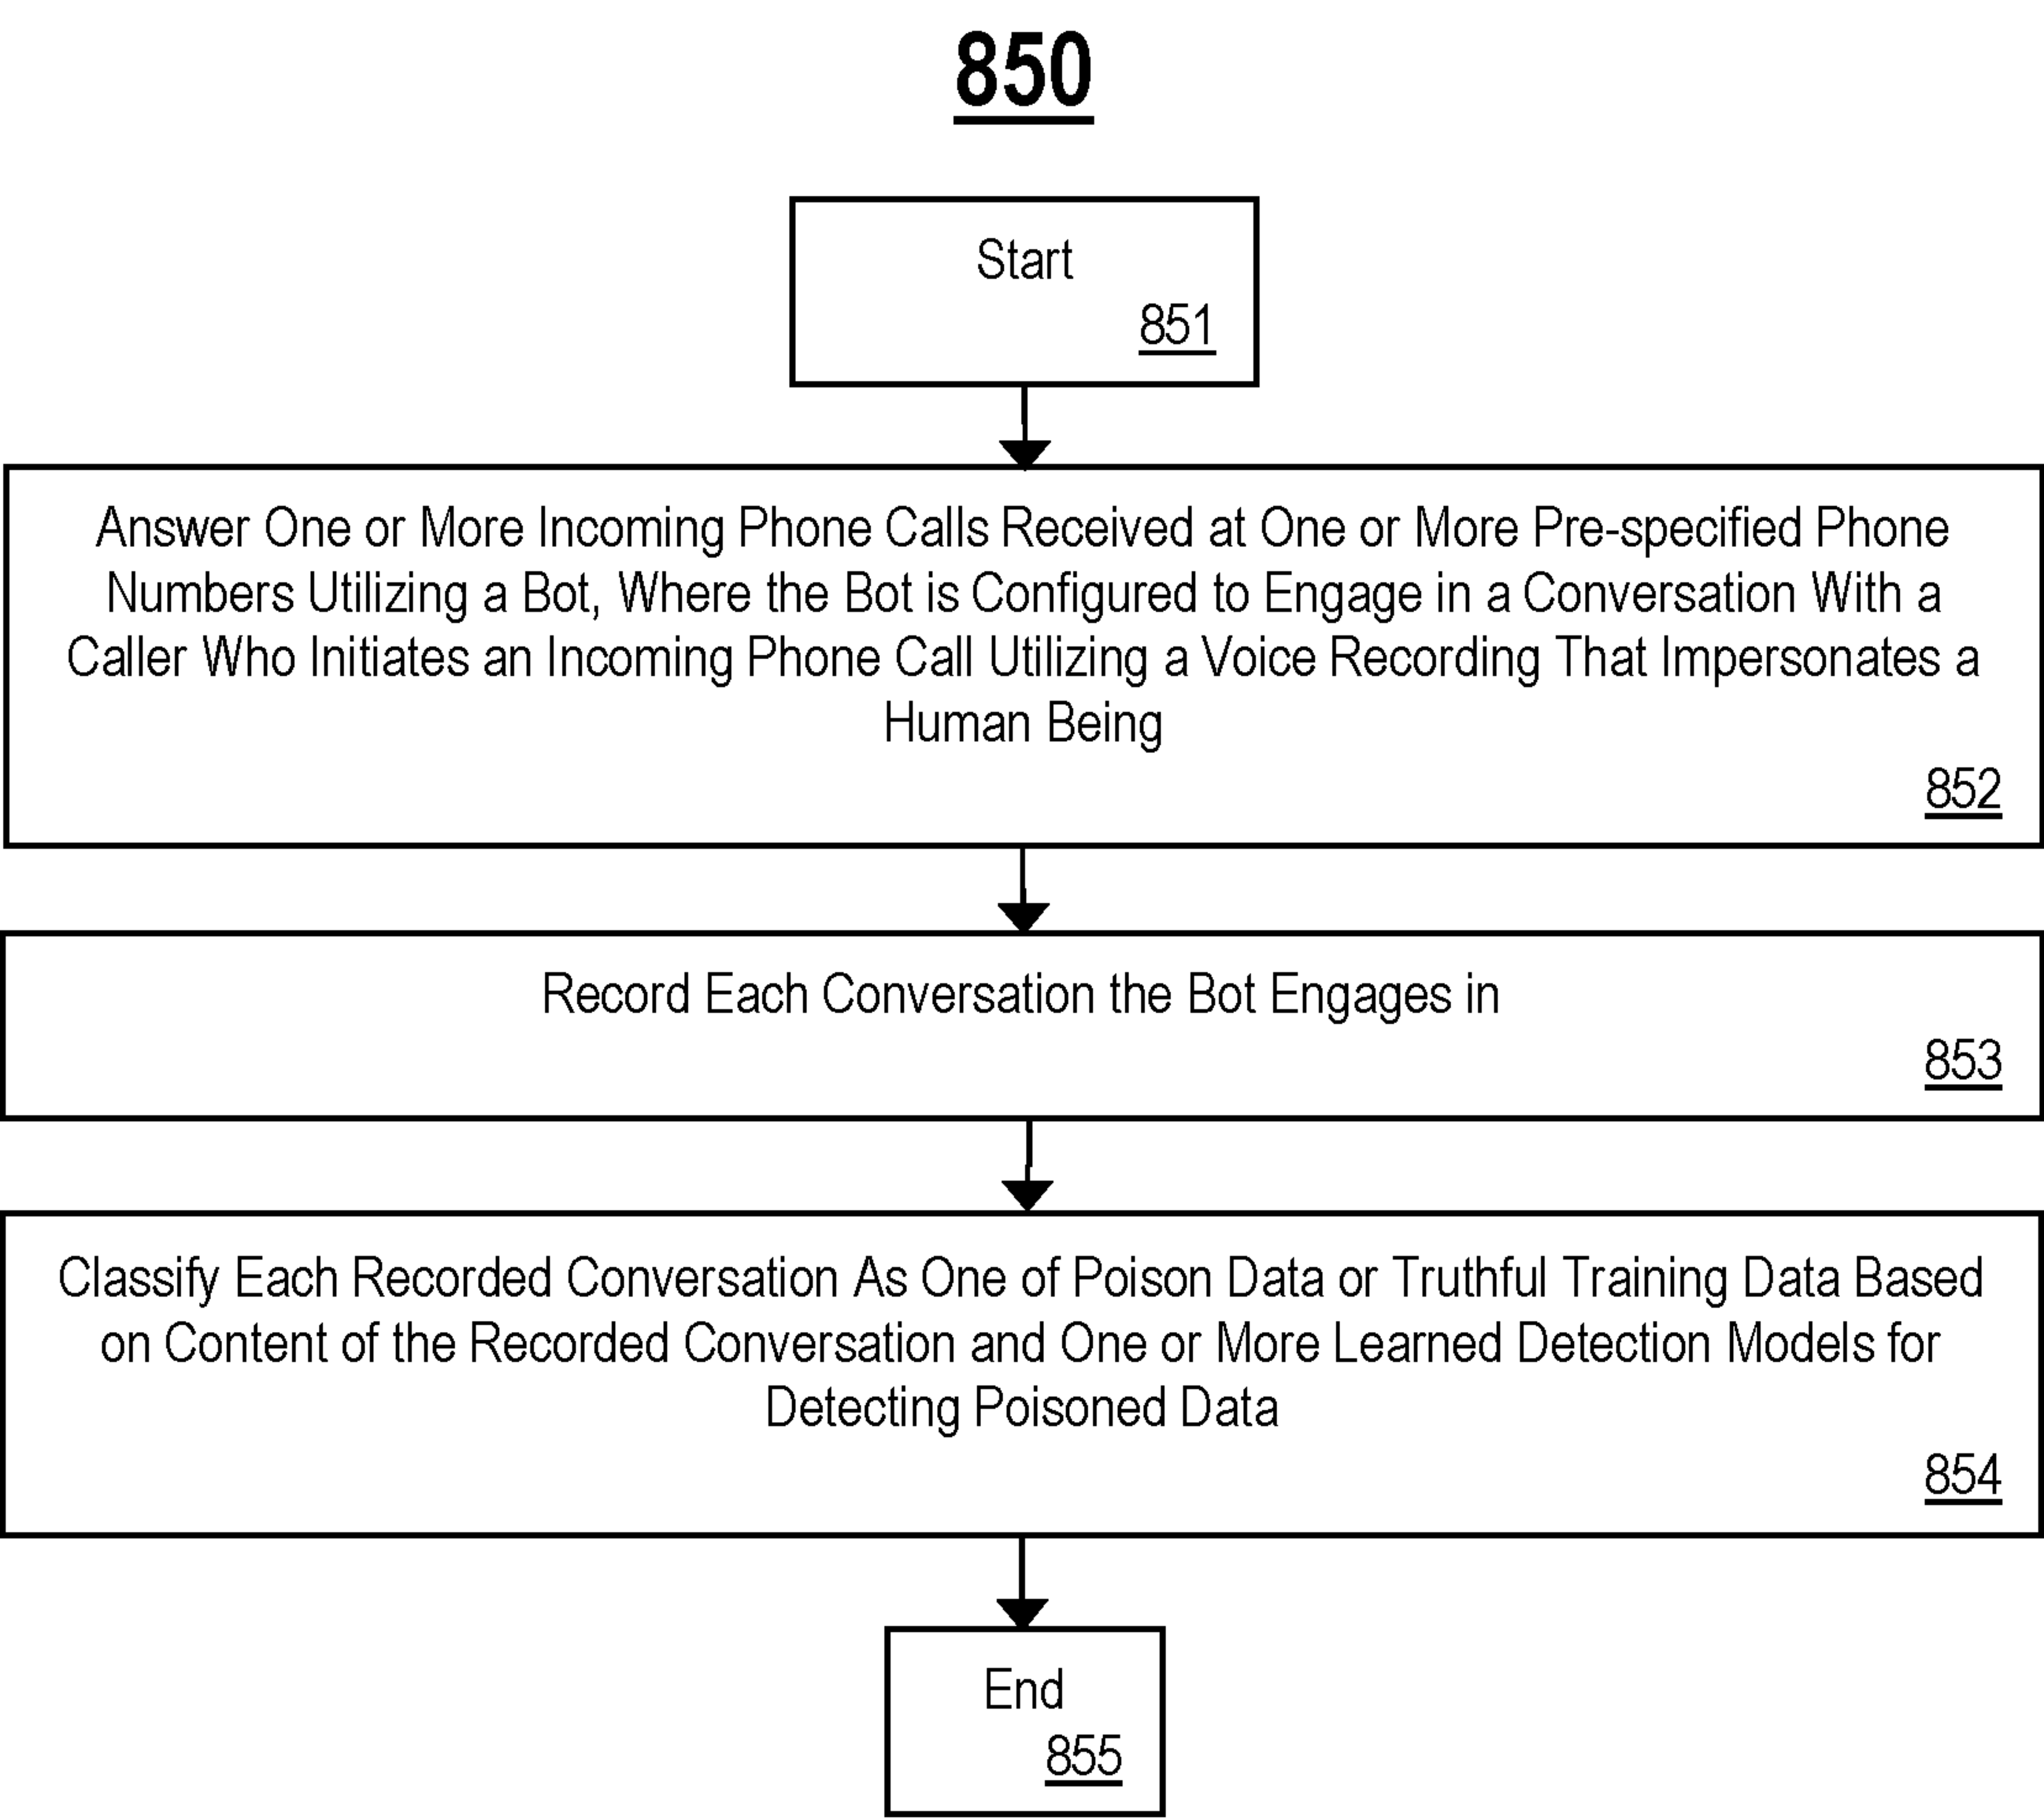 850
Start
851
Answer One or More Incoming Phone Calls Received at One or More Pre-specified Phone
Numbers Utilizing a Bot, Where the Bot is Configured to Engage in a Conversation With a
Caller Who Initiates an Incoming Phone Call Utilizing a Voice Recording That Impersonates a
Human Being
852
Record Each Conversation the Bot Engages in
853
Classify Each Recorded Conversation As One of Poison Data or Truthful Training Data Based
on Content of the Recorded Conversation and One or More Learned Detection Models for
Detecting Poisoned Data
854
End
855